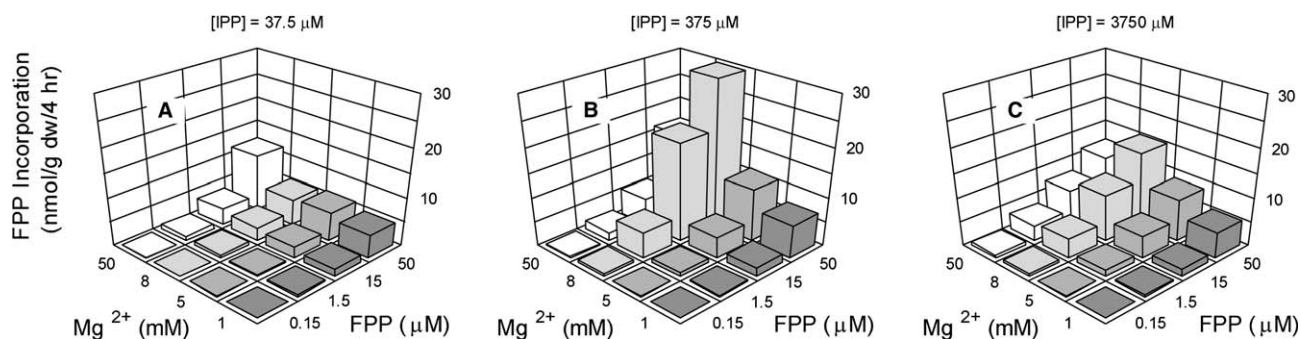 [IPP] = 37.5 μM
[IPP] = 375 μM
[IPP] = 3750 μM
FPP Incorporation
(nmol/g dw/4 hr)
A
30
20
10
50
8
5
1
0.15
1.5
15
50
Mg 2+ (mM)
FPP ( μM)
B
30
20
10
50
8
5
1
0.15
1.5
15
50
Mg 2+ (mM)
FPP ( μM)
C
30
20
10
50
8
5
1
0.15
1.5
15
50
Mg 2+ (mM)
FPP ( μM)